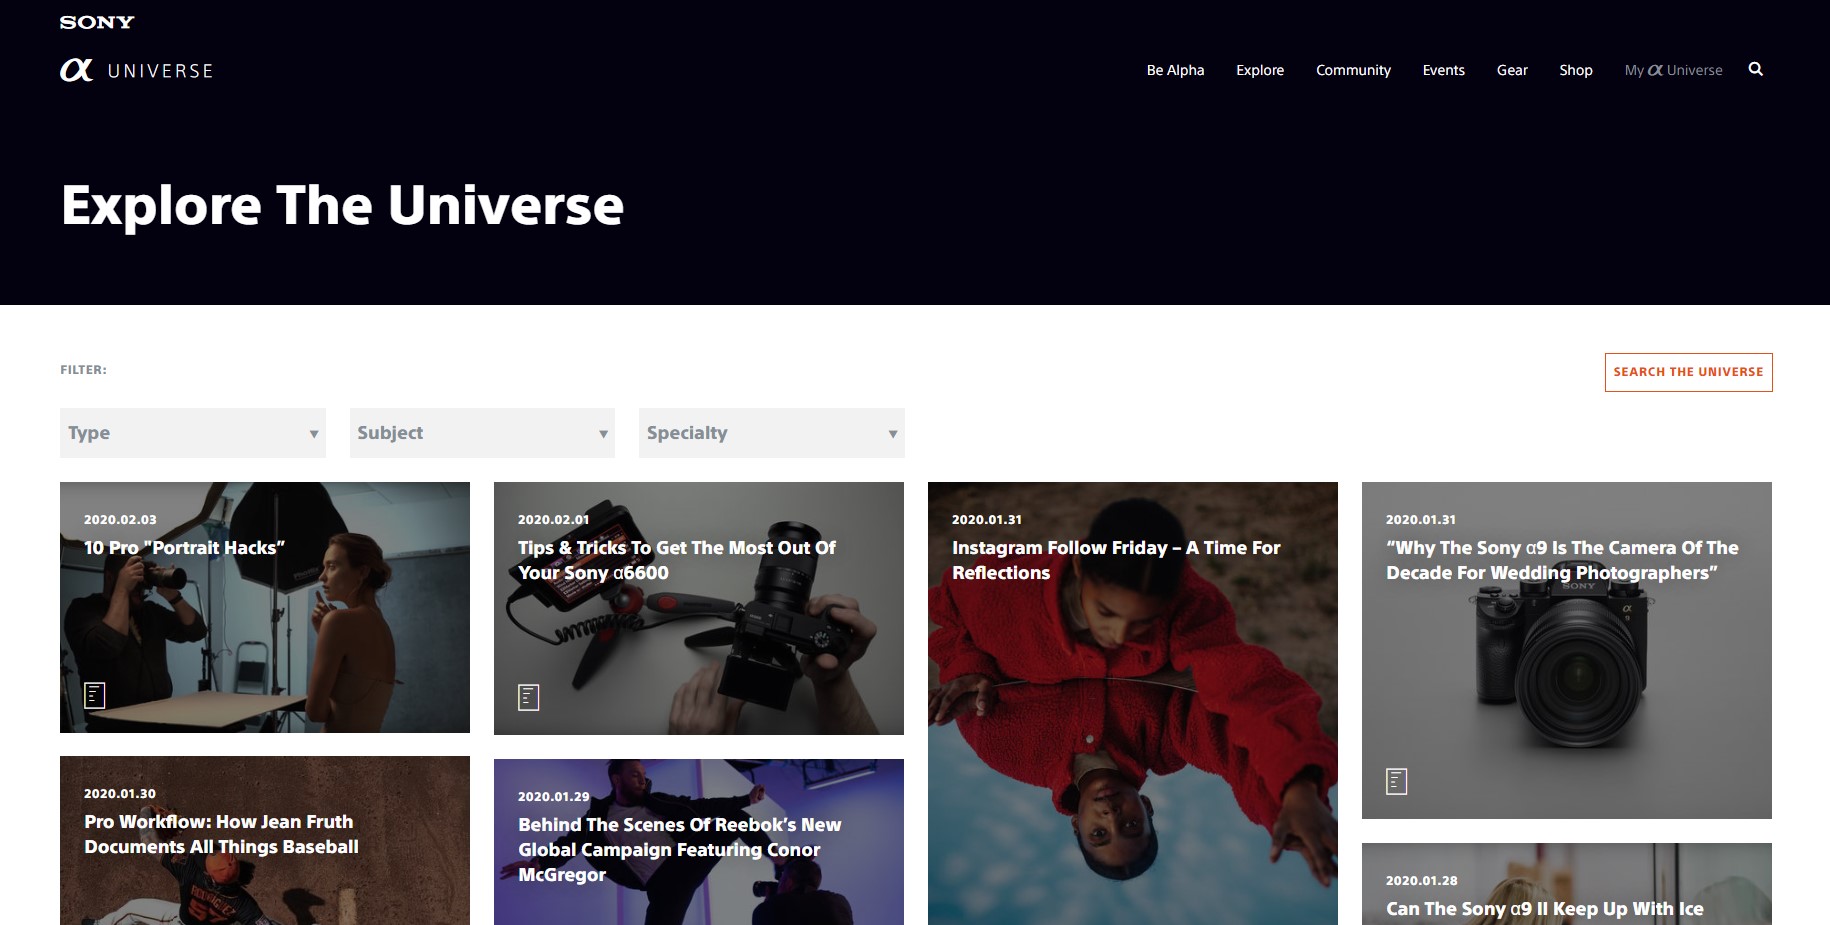 SONY
α UNIVERSE
Be Alpha Explore Community Events Gear Shop My α Universe
Explore The Universe
FILTER:
SEARCH THE UNIVERSE
Type ▼ Subject ▼ Specialty ▼
2020.02.03
10 Pro "Portrait Hacks”
2020.02.01
Tips & Tricks To Get The Most Out Of
Your Sony α6600
2020.01.31
Instagram Follow Friday – A Time For
Reflections
2020.01.31
“Why The Sony α9 Is The Camera Of The
Decade For Wedding Photographers”
SONY
α
9
2020.01.30
Pro Workflow: How Jean Fruth
Documents All Things Baseball
RODRIGUEZ
57
2020.01.29
Behind The Scenes Of Reebok’s New
Global Campaign Featuring Conor
McGregor
2020.01.28
Can The Sony α9 II Keep Up With Ice